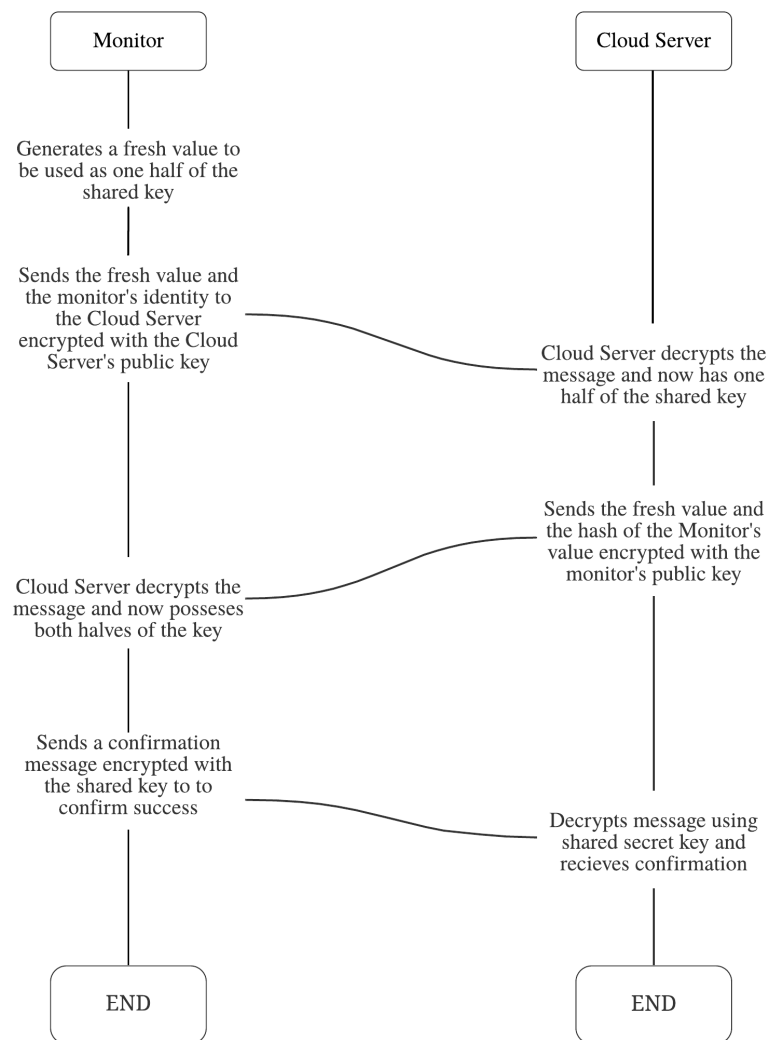 Monitor
Cloud Server
Generates a fresh value to
be used as one half of the
shared key
Sends the fresh value and
the monitor's identity to
the Cloud Server
encrypted with the Cloud
Server's public key
Cloud Server decrypts the
message and now has one
half of the shared key
Sends the fresh value and
the hash of the Monitor's
value encrypted with the
monitor's public key
Cloud Server decrypts the
message and now posseses
both halves of the key
Sends a confirmation
message encrypted with
the shared key to to
confirm success
Decrypts message using
shared secret key and
recieves confirmation
END
END